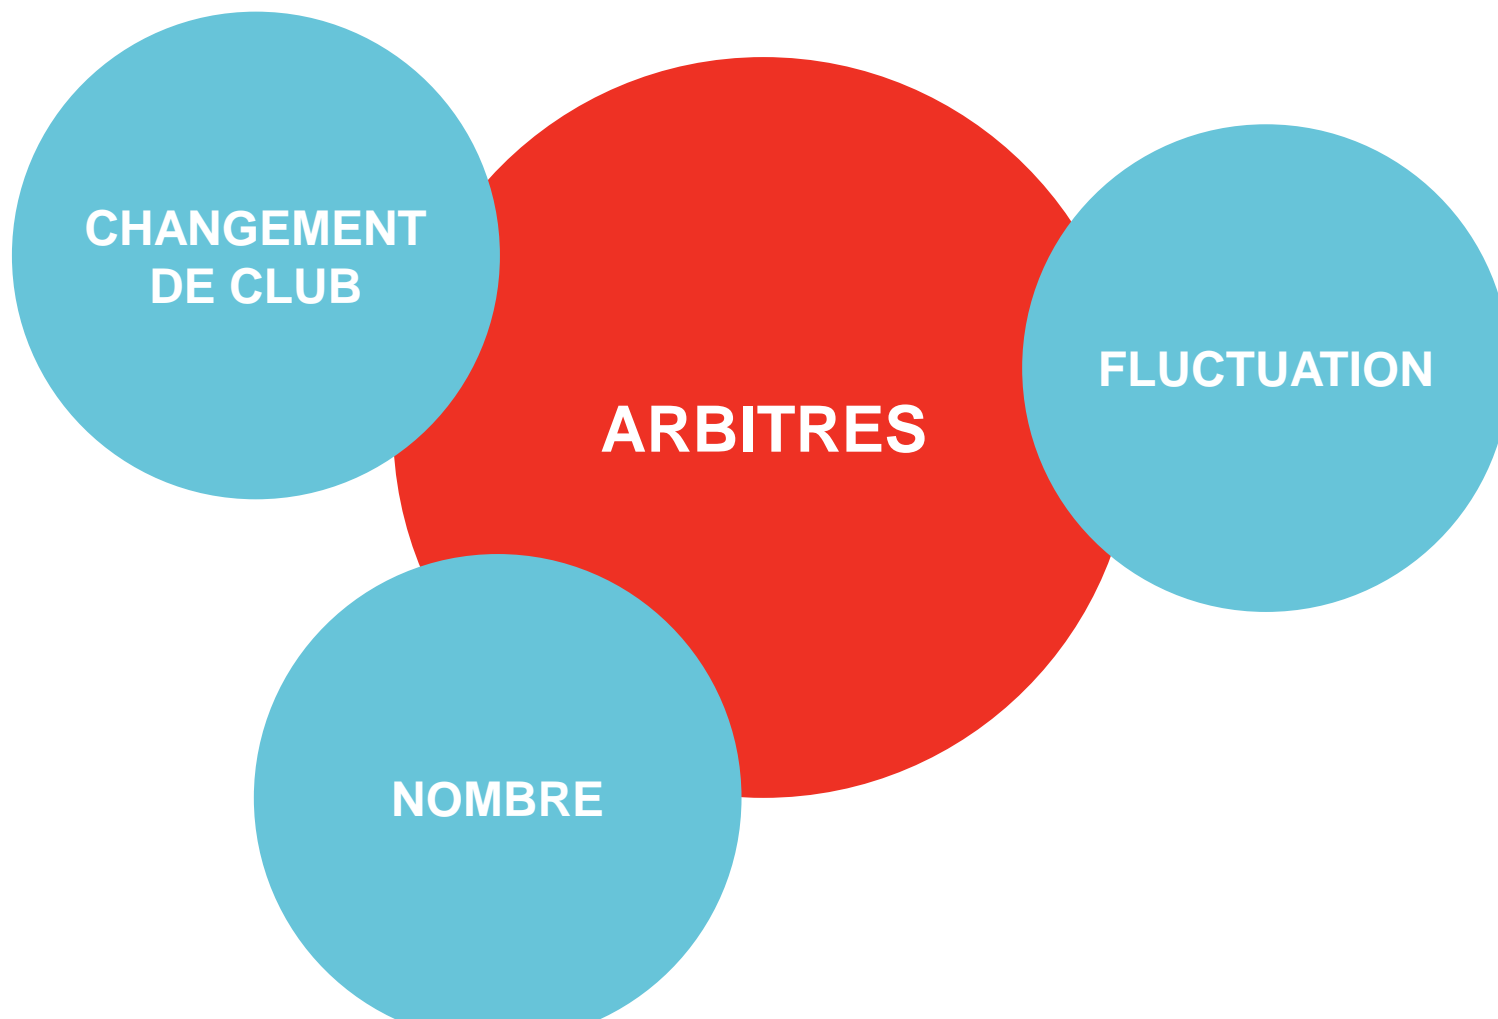 CHANGEMENT
DE CLUB
FLUCTUATION
ARBITRES
NOMBRE